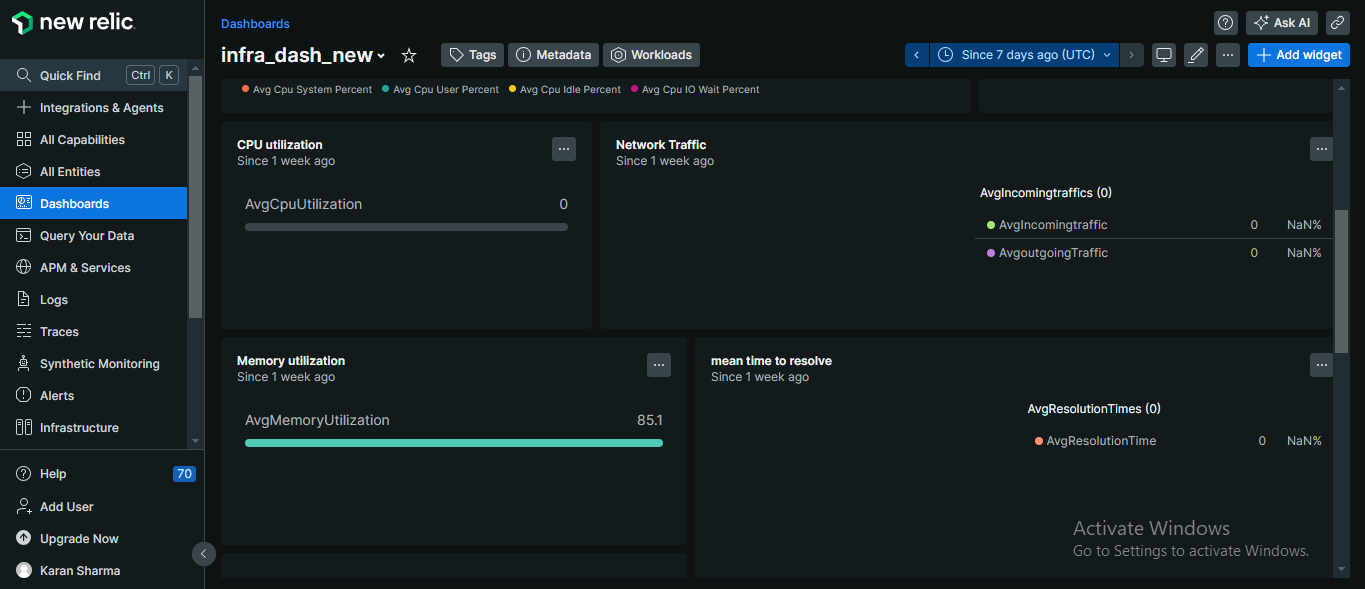 new relic.
Quick Find Ctrl K
Integrations & Agents
All Capabilities
All Entities
Dashboards
Query Your Data
APM & Services
Logs
Traces
Synthetic Monitoring
Alerts
Infrastructure
Help 70
Add User
Upgrade Now
Karan Sharma
Dashboards
Ask AI
infra_dash_new
Tags
Metadata
Workloads
Since 7 days ago (UTC)
Add widget
Avg Cpu System Percent Avg Cpu User Percent Avg Cpu Idle Percent Avg Cpu IO Wait Percent
CPU utilization
Since 1 week ago
AvgCpuUtilization 0
Network Traffic
Since 1 week ago
AvgIncomingtraffics (0)
AvgIncomingtraffic 0 NaN%
AvgoutgoingTraffic 0 NaN%
Memory utilization
Since 1 week ago
AvgMemoryUtilization 85.1
mean time to resolve
Since 1 week ago
AvgResolutionTimes (0)
AvgResolutionTime 0 NaN%
Activate Windows
Go to Settings to activate Windows.